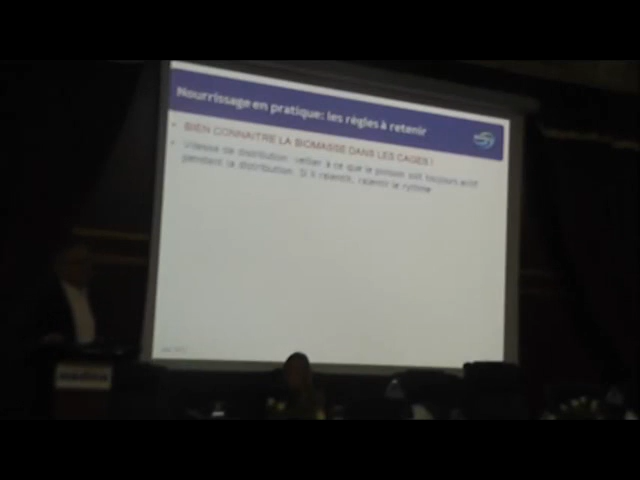 Nourrissage en pratique: les règles à retenir
• BIEN CONNAITRE LA BIOMASSE DANS LES CAGES !
• Vitesse de distribution : veiller à ce que le poisson soit toujours actif
pendant la distribution. S'il ralentit, ralentir le rythme